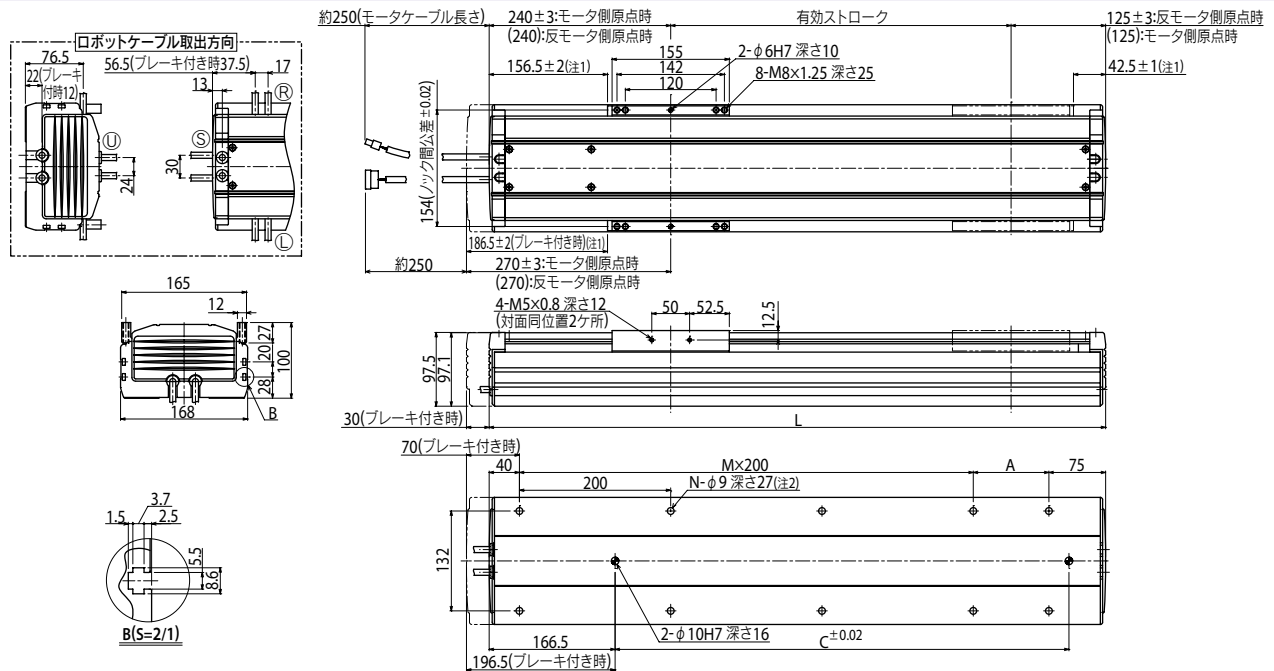 ロボットケーブル取出方向
76.5
56.5(ブレーキ付き時37.5)
17
22(ブレーキ
付時12)
13
Ⓡ
Ⓤ
Ⓢ
24
30
Ⓛ
約250(モータケーブル長さ)
240±3:モータ側原点時
(240):反モータ側原点時
有効ストローク
125±3:反モータ側原点時
(125):モータ側原点時
156.5±2(注1)
155
142
120
2-φ6H7 深さ10
8-M8×1.25 深さ25
42.5±1(注1)
154(ノック間公差±0.02)
186.5±2(ブレーキ付き時)(注1)
約250
270±3:モータ側原点時
(270):反モータ側原点時
165
12
27
20
28
100
168
B
4-M5×0.8 深さ12
(対面同位置2ケ所)
50
52.5
12.5
97.5
97.1
30(ブレーキ付き時)
L
70(ブレーキ付き時)
40
M×200
A
75
200
N-φ9 深さ27(注2)
132
2-φ10H7 深さ16
166.5
C±0.02
196.5(ブレーキ付き時)
3.7
1.5
2.5
5.5
8.6
B(S=2/1)